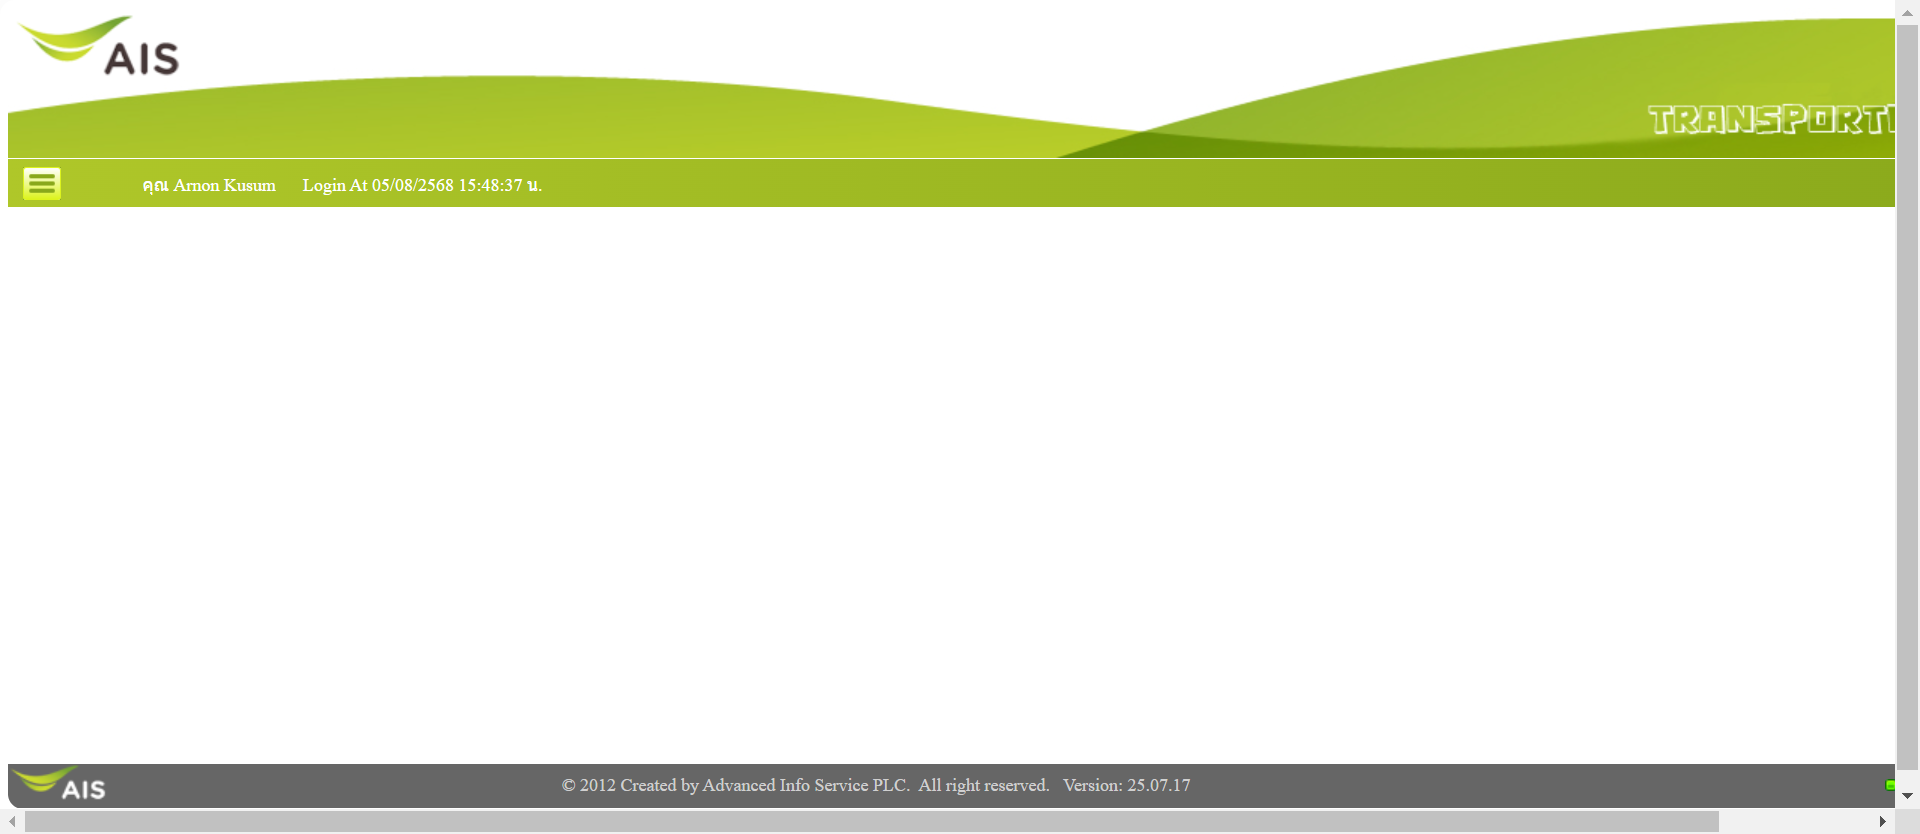 AIS
TRANSPORT
คุณ Arnon Kusum Login At 05/08/2568 15:48:37 น.
AIS
© 2012 Created by Advanced Info Service PLC. All right reserved. Version: 25.07.17